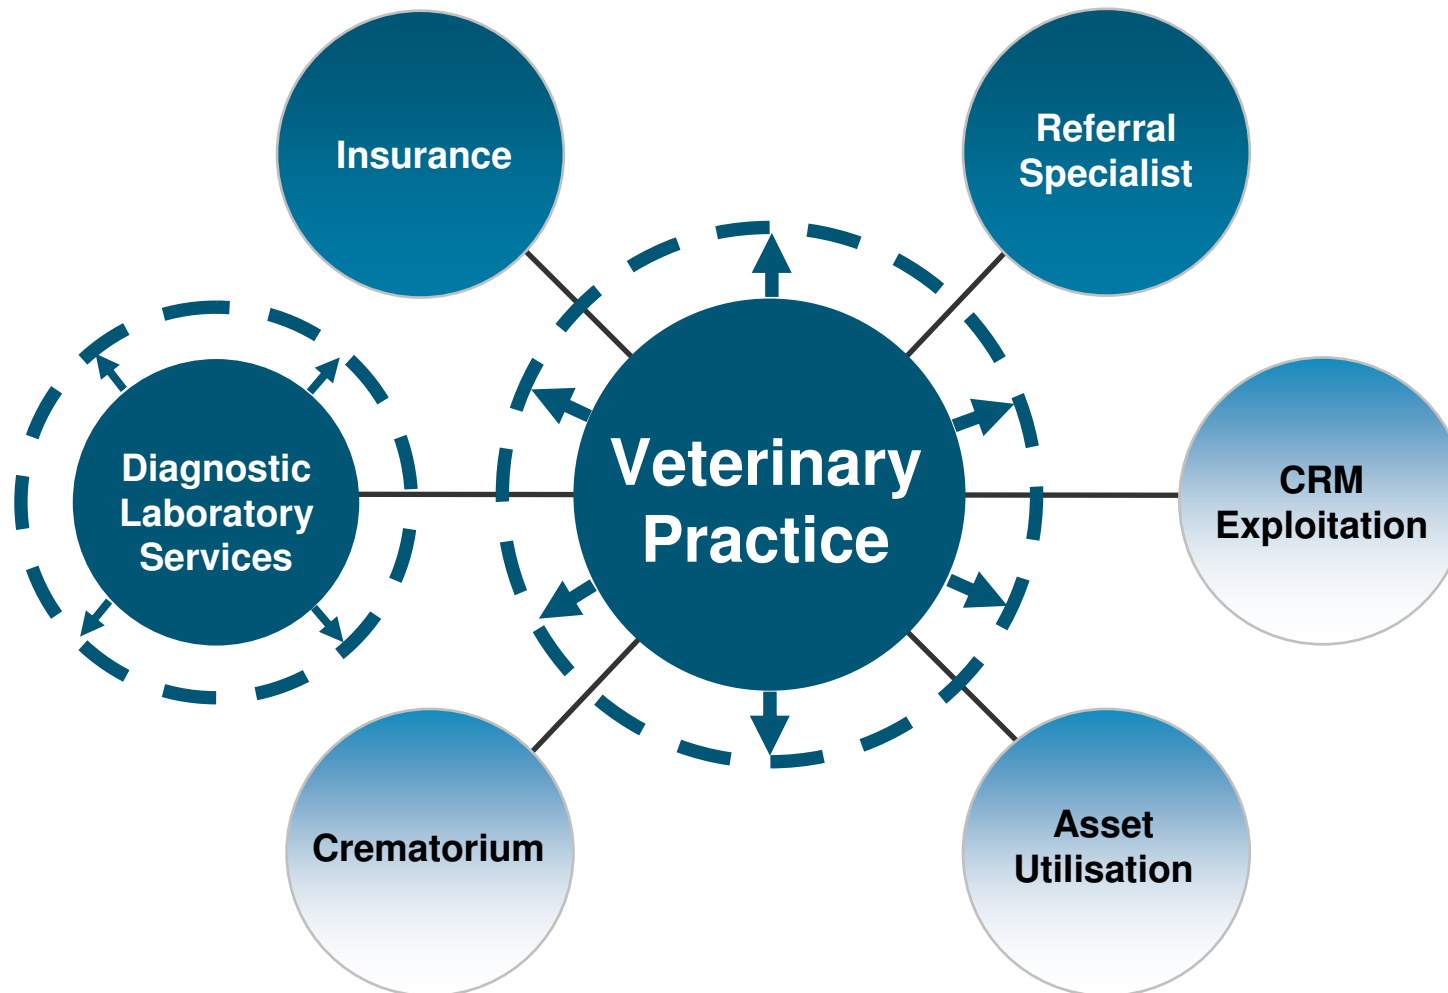 Insurance
Referral
Specialist
Diagnostic
Laboratory
Services
Veterinary
Practice
CRM
Exploitation
Crematorium
Asset
Utilisation